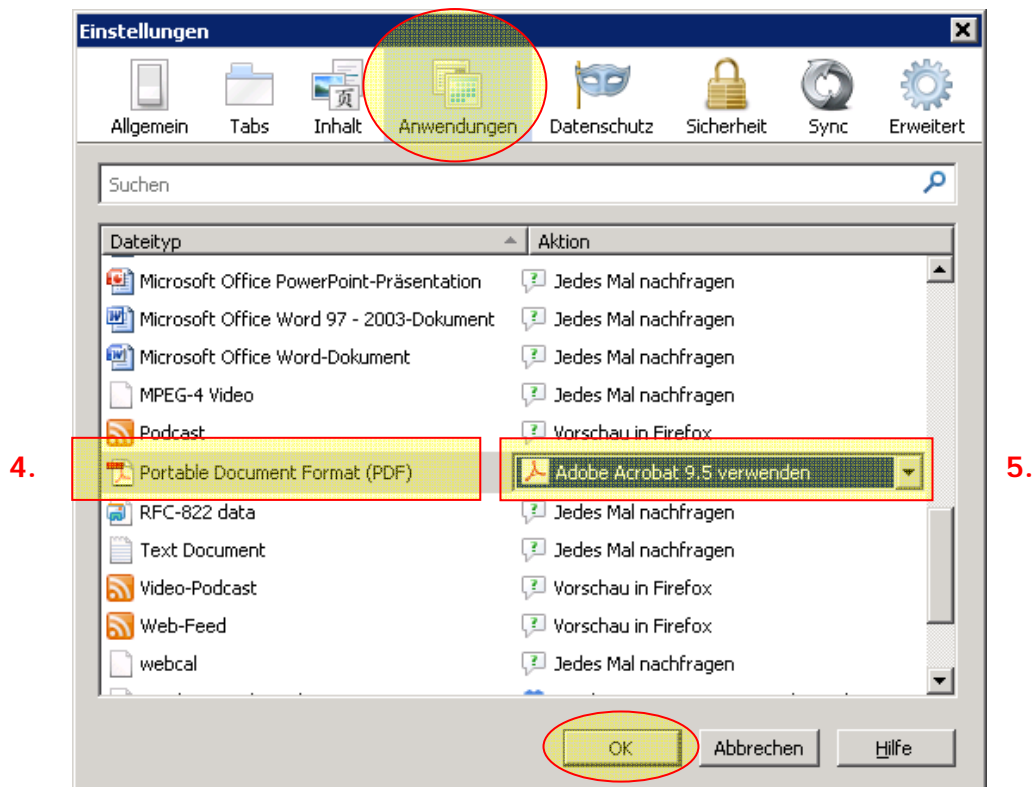 Einstellungen
Allgemein Tabs Inhalt Anwendungen Datenschutz Sicherheit Sync Erweitert
页
Suchen
Dateityp Aktion
Microsoft Office PowerPoint-Präsentation Jedes Mal nachfragen
Microsoft Office Word 97 - 2003-Dokument Jedes Mal nachfragen
Microsoft Office Word-Dokument Jedes Mal nachfragen
MPEG-4 Video Jedes Mal nachfragen
Podcast Vorschau in Firefox
4. Portable Document Format (PDF) Adobe Acrobat 9.5 verwenden 5.
RFC-822 data Jedes Mal nachfragen
Text Document Jedes Mal nachfragen
Video-Podcast Vorschau in Firefox
Web-Feed Vorschau in Firefox
webcal Jedes Mal nachfragen
OK Abbrechen Hilfe